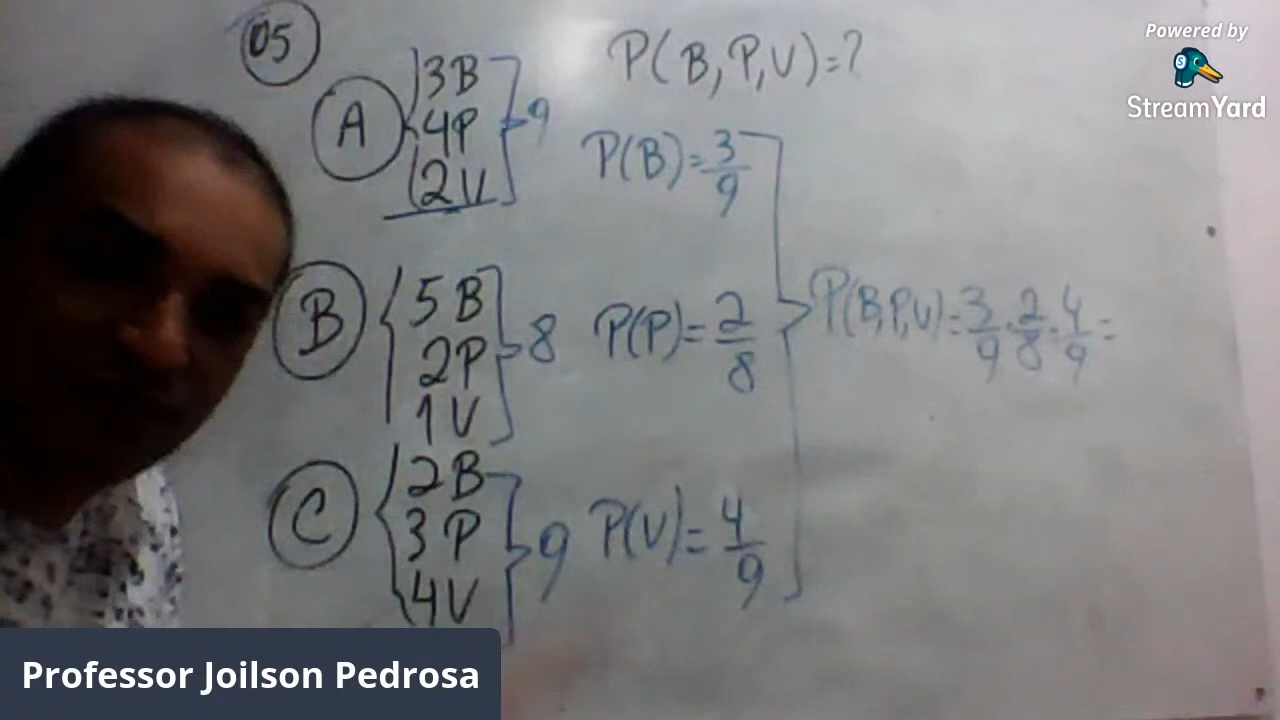 05
A
3B
4P
2V
9
P(B,P,V)=?
P(B)=3/9
B
5B
2P
1V
8
P(P)=2/8
P(B,P,V)=3/9·2/8·4/9=
C
2B
3P
4V
9
P(V)=4/9
Powered by
StreamYard
Professor Joilson Pedrosa